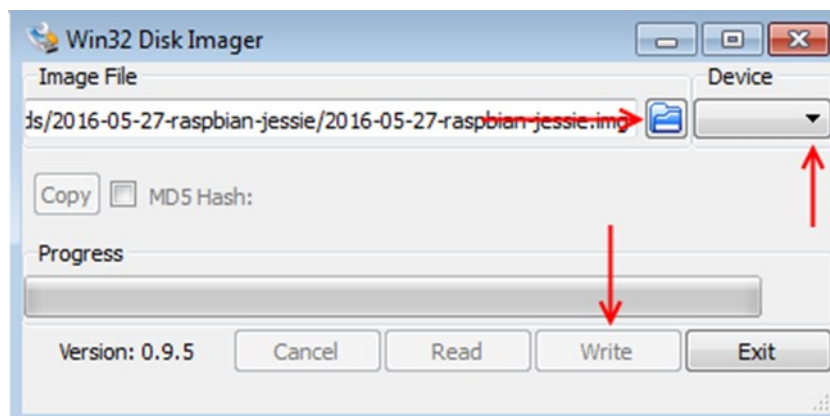 Win32 Disk Imager
Image File
Device
ds/2016-05-27-raspbian-jessie/2016-05-27-raspbian-jessie.img
Copy
MD5 Hash:
Progress
Version: 0.9.5
Cancel
Read
Write
Exit